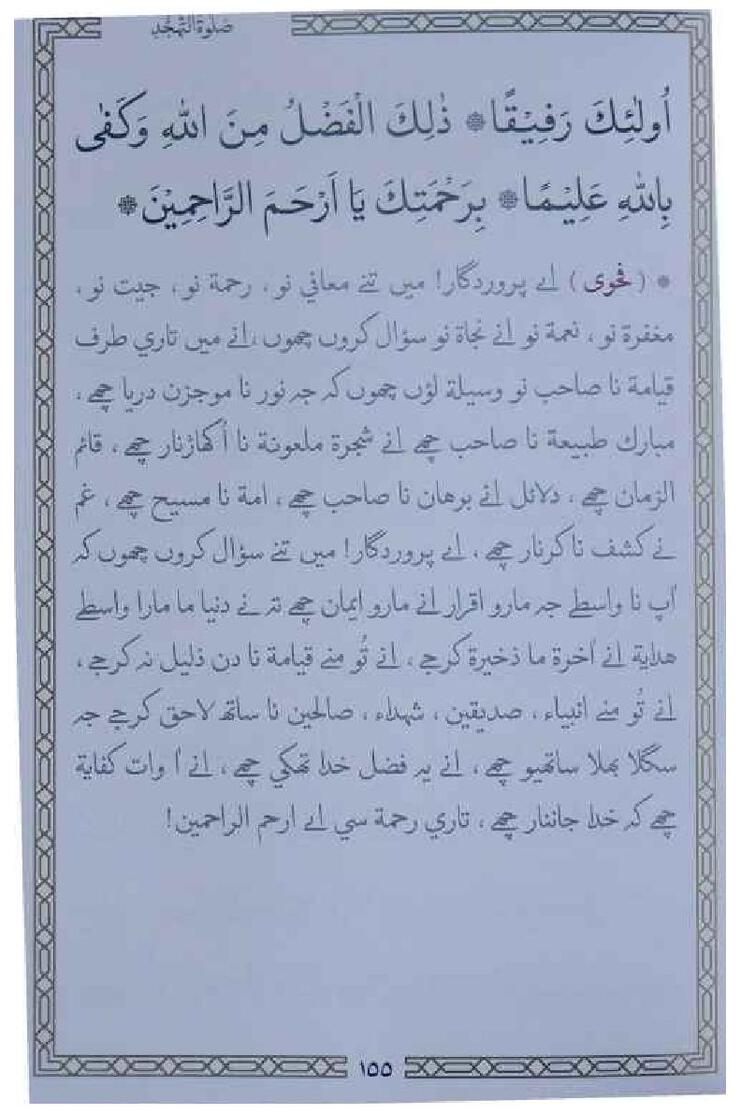 صلوة التهجد
اُولٰئِكَ رَفِيْقًا* ذٰلِكَ الْفَضْلُ مِنَ اللهِ وَكَفٰى
بِاللهِ عَلِيْمًا* بِرَحْمَتِكَ يَا اَرْحَمَ الرَّاحِمِيْنَ*
* (فحوى) اے پروردگار! ميں تنے معافي نو، رحمة نو، جيت نو،
مغفرة نو، نعمة نو انے نجاة نو سؤال كروں چھوں، انے ميں تاري طرف
قيامة نا صاحب نو وسيلة لؤں چھوں كہ جہ نور نا موجزن دريا چھے،
مبارك طبيعة نا صاحب چھے انے شجرة ملعونة نا اُكھاڑنار چھے، قائم
الزمان چھے، دلائل انے برهان نا صاحب چھے، امة نا مسيح چھے، غم
نے كشف نا كرنار چھے، اے پروردگار! ميں تنے سؤال كروں چھوں كہ
اٰپ نا واسطے جہ مارو اقرار انے مارو ايمان چھے تہ نے دنيا ما مارا واسطے
هداية انے اٰخرة ما ذخيرة كرجے، انے تُو منے قيامة نا دن ذليل نہ كرجے،
انے تُو منے انبياء، صديقين، شهداء، صالحين نا ساتھ لاحق كرجے جہ
سگلا بھلا ساتھيو چھے، انے يہ فضل خدا تھكي چھے، انے اٰ وات كفاية
چھے كہ خدا جاننار چھے، تاري رحمة سي اے ارحم الراحمين!
١٥٥